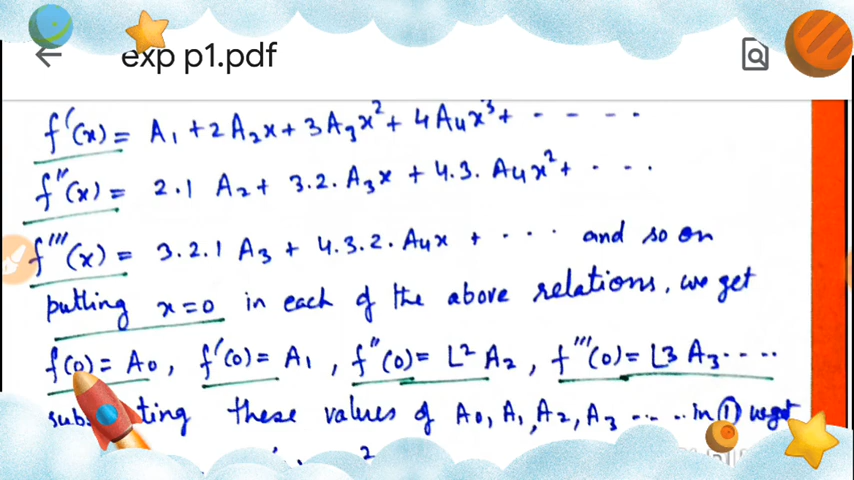 exp p1.pdf
f'(x) = A₁ + 2A₂x + 3A₃x² + 4A₄x³ + - - - - .
f''(x) = 2.1 A₂ + 3.2. A₃x + 4.3. A₄x² + . - - .
f'''(x) = 3.2.1 A₃ + 4.3.2. A₄x + . . . and so on
putting x=0 in each of the above relations, we get
f(0) = A₀, f'(0) = A₁, f''(0) = L2 A₂, f'''(0) = L3 A₃ ....
these values of A₀, A₁, A₂, A₃ ..... in ① we get